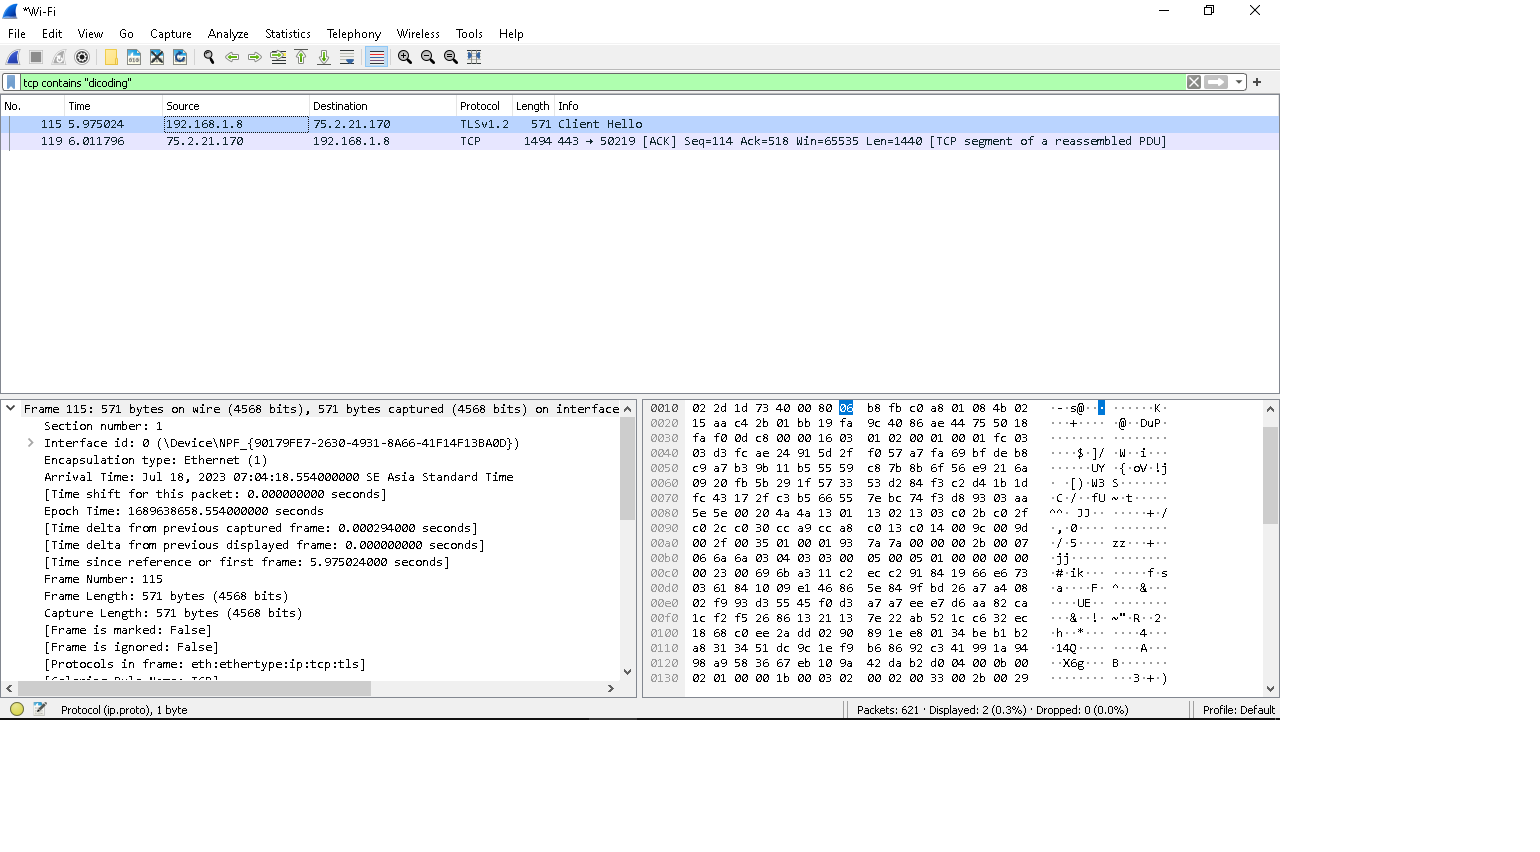 *Wi-Fi
File Edit View Go Capture Analyze Statistics Telephony Wireless Tools Help
tcp contains "dicoding"
No. Time Source Destination Protocol Length Info
115 5.975024 192.168.1.8 75.2.21.170 TLSv1.2 571 Client Hello
119 6.011796 75.2.21.170 192.168.1.8 TCP 1494 443 → 50219 [ACK] Seq=114 Ack=518 Win=65535 Len=1440 [TCP segment of a reassembled PDU]
Frame 115: 571 bytes on wire (4568 bits), 571 bytes captured (4568 bits) on interface
Section number: 1
Interface id: 0 (\Device\NPF_{90179FE7-2630-4931-8A66-41F14F13BA0D})
Encapsulation type: Ethernet (1)
Arrival Time: Jul 18, 2023 07:04:18.554000000 SE Asia Standard Time
[Time shift for this packet: 0.000000000 seconds]
Epoch Time: 1689638658.554000000 seconds
[Time delta from previous captured frame: 0.000294000 seconds]
[Time delta from previous displayed frame: 0.000000000 seconds]
[Time since reference or first frame: 5.975024000 seconds]
Frame Number: 115
Frame Length: 571 bytes (4568 bits)
Capture Length: 571 bytes (4568 bits)
[Frame is marked: False]
[Frame is ignored: False]
[Protocols in frame: eth:ethertype:ip:tcp:tls]
0010 02 2d 1d 73 40 00 80 06 b8 fb c0 a8 01 08 4b 02 ·-·s@··· ······K·
0020 15 aa c4 2b 01 bb 19 fa 9c 40 86 ae 44 75 50 18 ···+···· ·@··DuP·
0030 fa f0 0d c8 00 00 16 03 01 02 00 01 00 01 fc 03 ········ ········
0040 03 d3 fc ae 24 91 5d 2f f0 57 a7 fa 69 bf de b8 ····$·]/ ·W··i···
0050 c9 a7 b3 9b 11 b5 55 59 c8 7b 8b 6f 56 e9 21 6a ······UY ·{·oV·!j
0060 09 20 fb 5b 29 1f 57 33 53 d2 84 f3 c2 d4 1b 1d · ·[)·W3 S·······
0070 fc 43 17 2f c3 b5 66 55 7e bc 74 f3 d8 93 03 aa ·C·/··fU ~·t·····
0080 5e 5e 00 20 4a 4a 13 01 13 02 13 03 c0 2b c0 2f ^^· JJ·· ·····+·/
0090 c0 2c c0 30 cc a9 cc a8 c0 13 c0 14 00 9c 00 9d ·,·0···· ········
00a0 00 2f 00 35 01 00 01 93 7a 7a 00 00 00 2b 00 07 ·/·5···· zz···+··
00b0 06 6a 6a 03 04 03 03 00 05 00 05 01 00 00 00 00 ·jj····· ········
00c0 00 23 00 69 6b a3 11 c2 ec c2 91 84 19 66 e6 73 ·#·ik··· ·····f·s
00d0 03 61 84 10 09 e1 46 86 5e 84 9f bd 26 a7 a4 08 ·a····F· ^···&···
00e0 02 f9 93 d3 55 45 f0 d3 a7 a7 ee e7 d6 aa 82 ca ····UE·· ········
00f0 1c f2 f5 26 86 13 21 13 7e 22 ab 52 1c c6 32 ec ···&··!· ~"·R··2·
0100 18 68 c0 ee 2a dd 02 90 89 1e e8 01 34 be b1 b2 ·h··*··· ····4···
0110 a8 31 34 51 dc 9c 1e f9 b6 86 92 c3 41 99 1a 94 ·14Q···· ····A···
0120 98 a9 58 36 67 eb 10 9a 42 da b2 d0 04 00 0b 00 ··X6g··· B·······
0130 02 01 00 00 1b 00 03 02 00 02 00 33 00 2b 00 29 ········ ···3·+·)
Protocol (ip.proto), 1 byte
Packets: 621 · Displayed: 2 (0.3%) · Dropped: 0 (0.0%)
Profile: Default